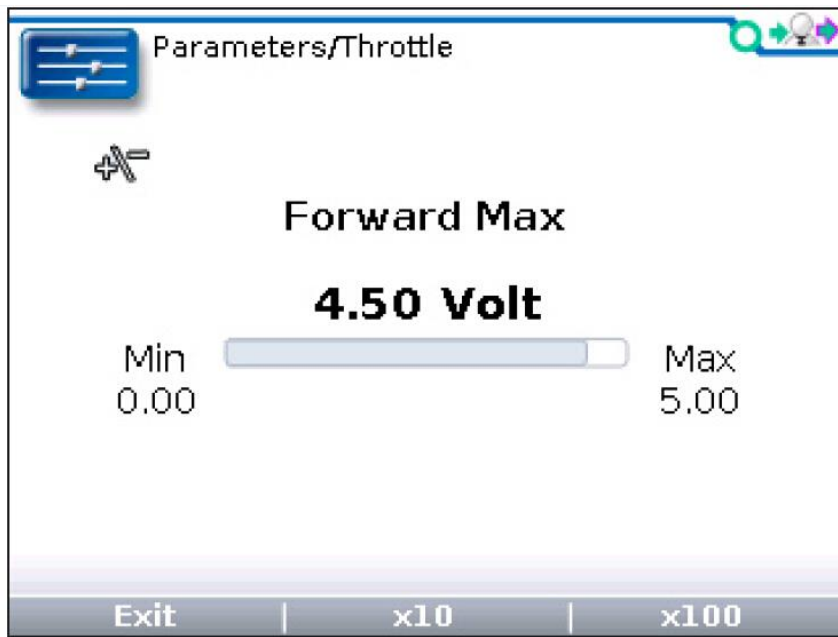 Parameters/Throttle
Forward Max
4.50 Volt
Min Max
0.00 5.00
Exit | x10 | x100